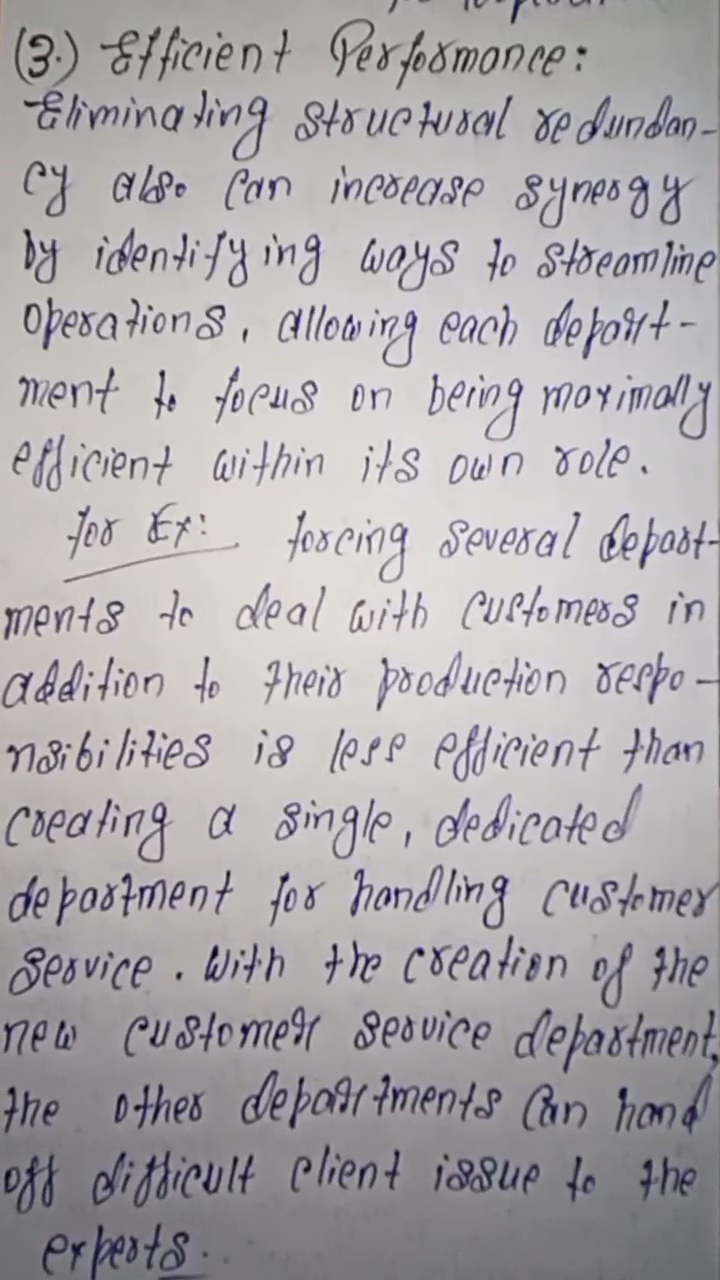 (3.) Efficient Performance:
Eliminating structural redundan-
cy also can increase synergy
by identifying ways to streamline
operations, allowing each depart-
ment to focus on being maximally
efficient within its own role.
for Ex: forcing several depart-
ments to deal with customers in
addition to their production respo-
nsibilities is less efficient than
creating a single, dedicated
department for handling customer
service. With the creation of the
new customer service department,
the other departments can hand
off difficult client issue to the
experts.